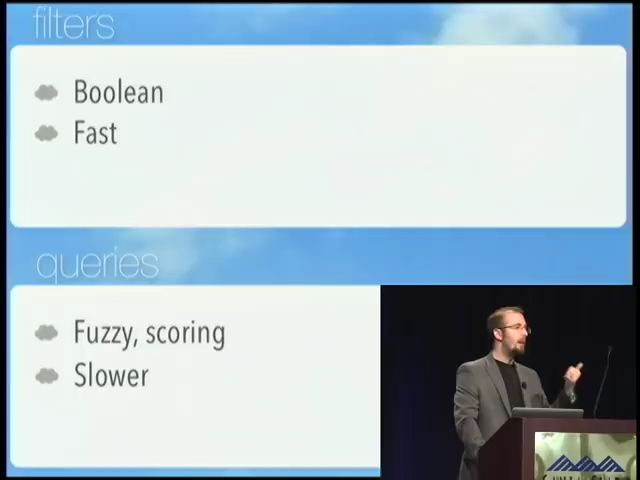 filters
Boolean
Fast
queries
Fuzzy, scoring
Slower